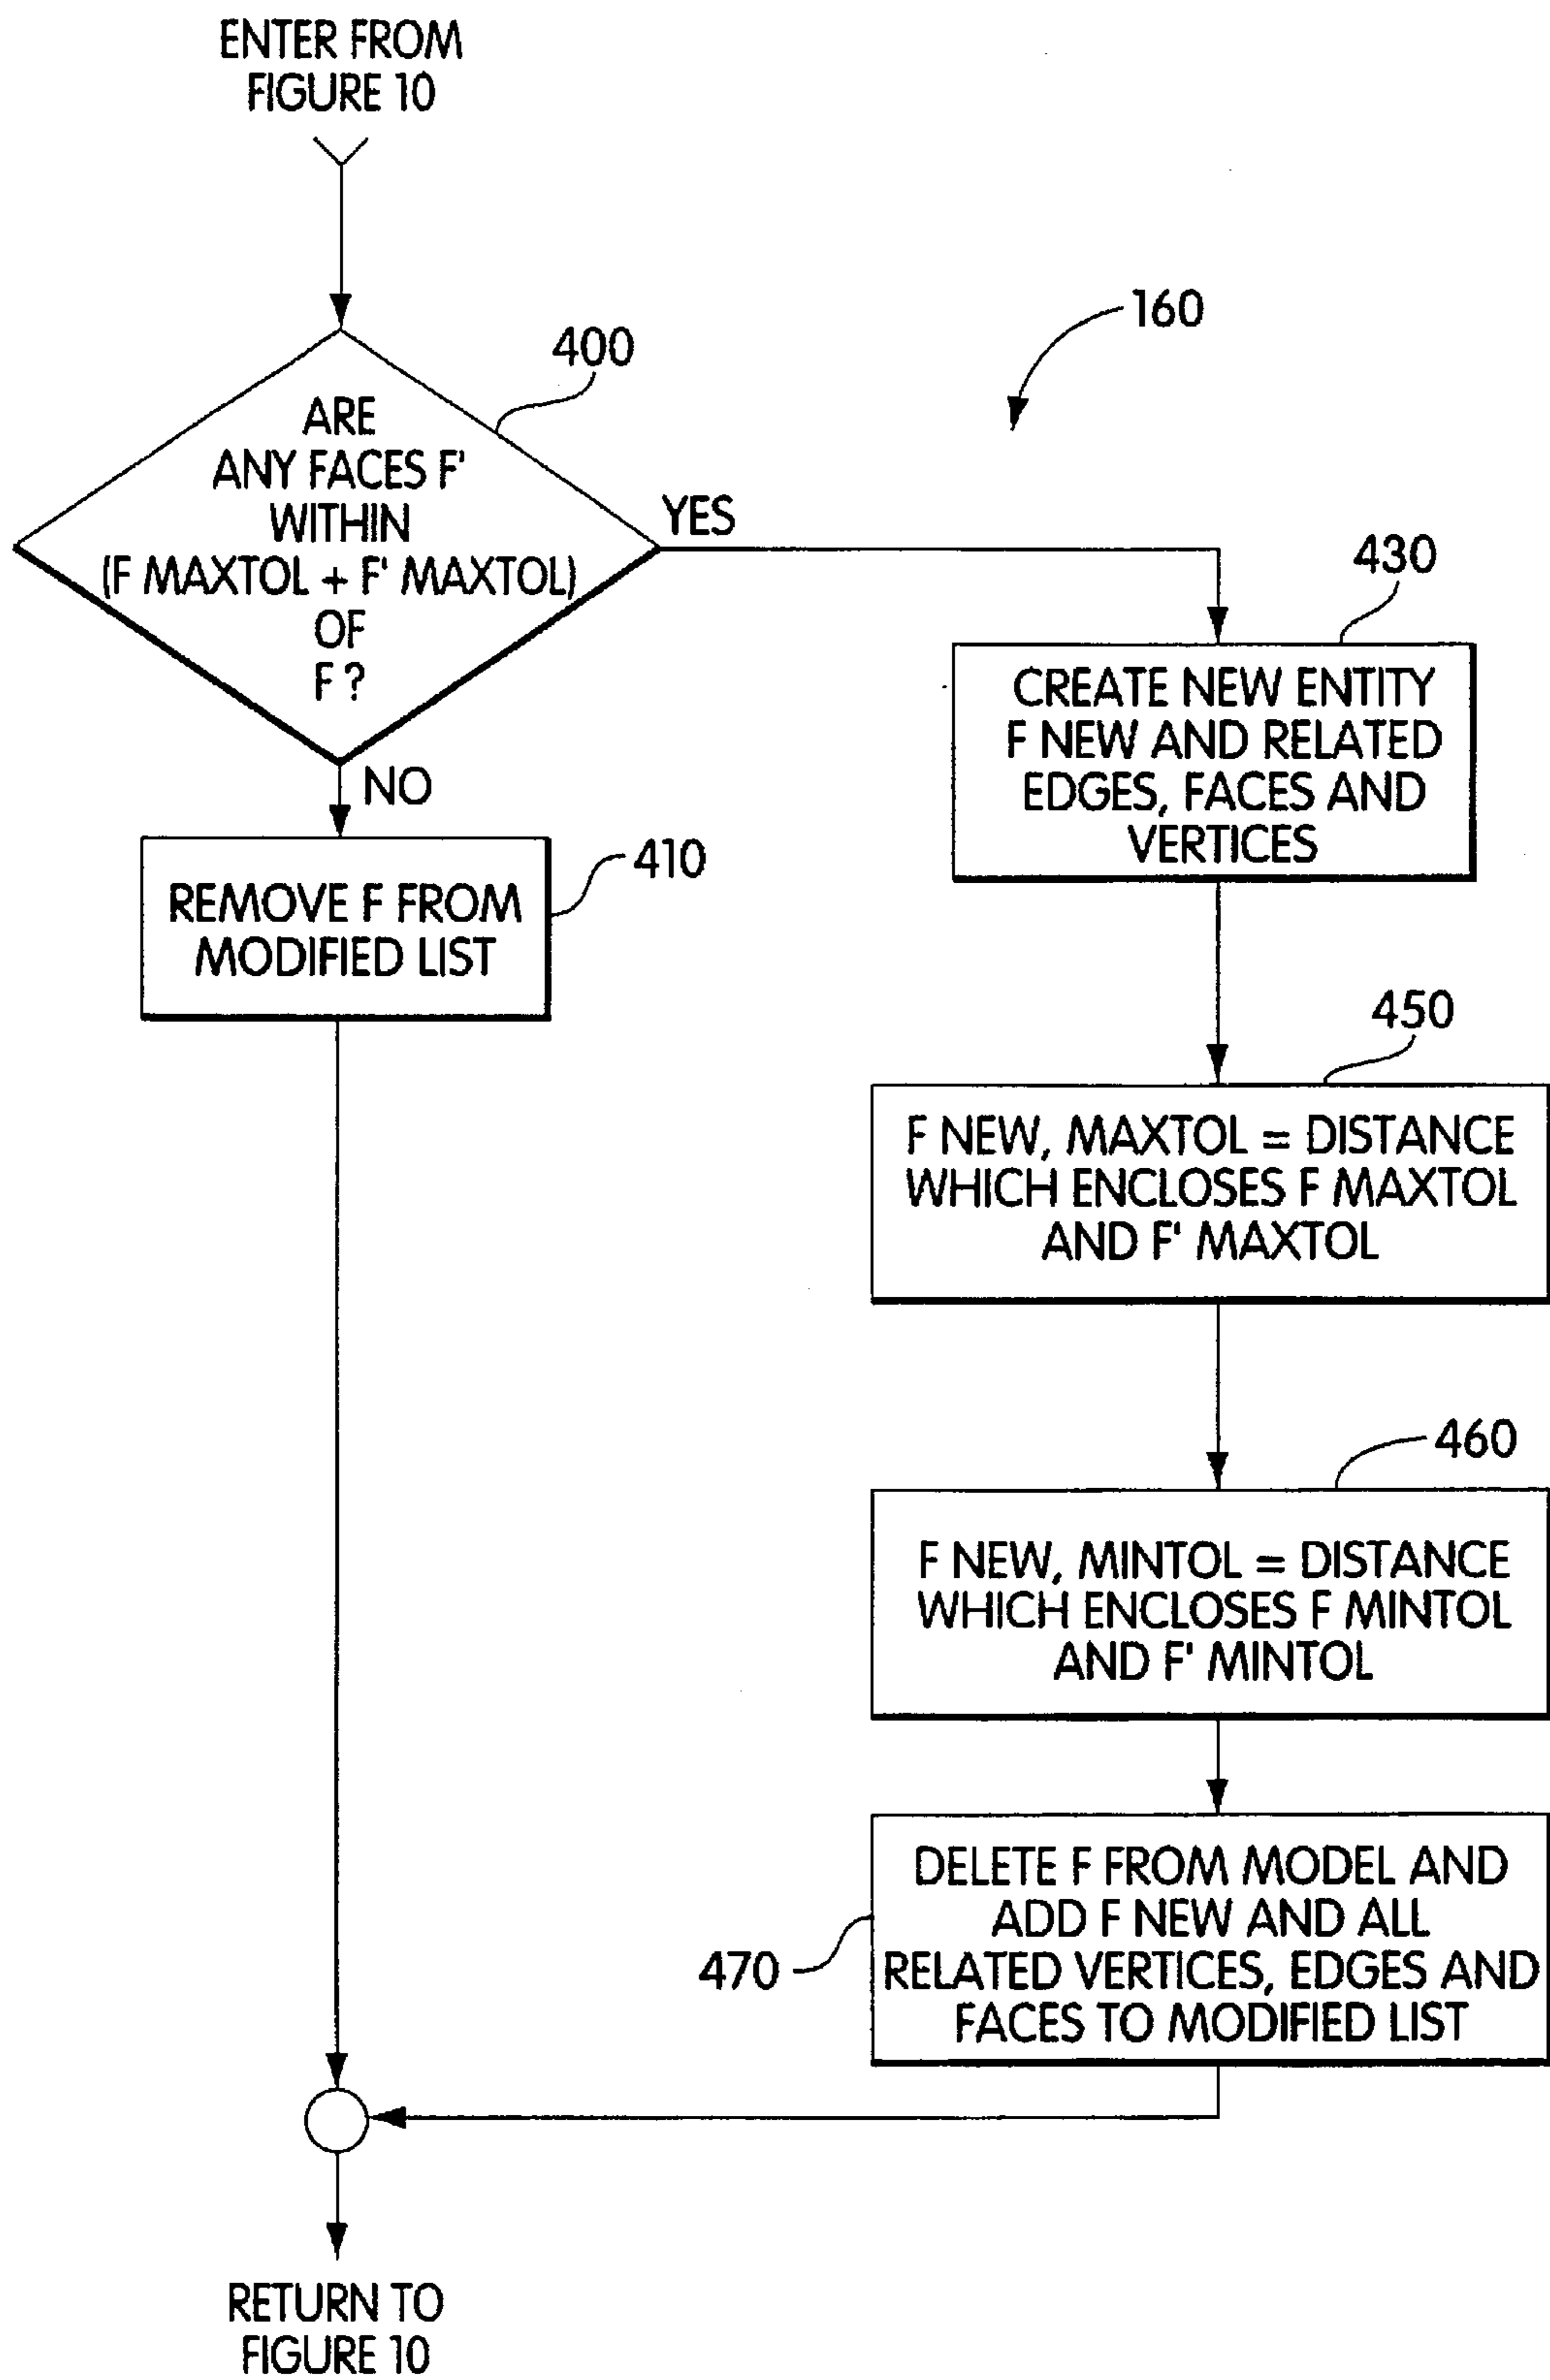 ENTER FROM
FIGURE 10
160
400
ARE
ANY FACES F'
WITHIN
(F MAXTOL + F' MAXTOL)
OF
F ?
YES
NO
430
CREATE NEW ENTITY
F NEW AND RELATED
EDGES, FACES AND
VERTICES
410
REMOVE F FROM
MODIFIED LIST
450
F NEW, MAXTOL = DISTANCE
WHICH ENCLOSES F MAXTOL
AND F' MAXTOL
460
F NEW, MINTOL = DISTANCE
WHICH ENCLOSES F MINTOL
AND F' MINTOL
470
DELETE F FROM MODEL AND
ADD F NEW AND ALL
RELATED VERTICES, EDGES AND
FACES TO MODIFIED LIST
RETURN TO
FIGURE 10